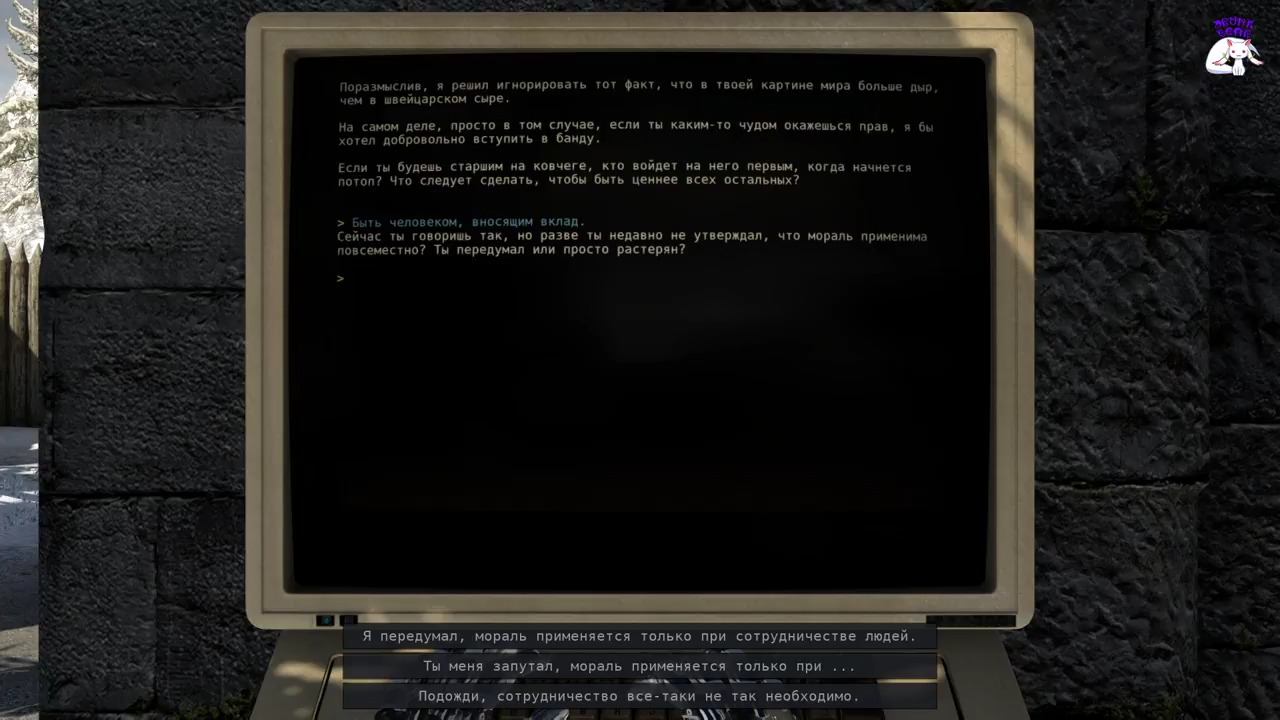 Поразмыслив, я решил игнорировать тот факт, что в твоей картине мира больше дыр,
чем в швейцарском сыре.
На самом деле, просто в том случае, если ты каким-то чудом окажешься прав, я бы
хотел добровольно вступить в банду.
Если ты будешь старшим на ковчеге, кто войдет на него первым, когда начнется
потоп? Что следует сделать, чтобы быть ценнее всех остальных?
> Быть человеком, вносящим вклад.
Сейчас ты говоришь так, но разве ты недавно не утверждал, что мораль применима
повсеместно? Ты передумал или просто растерян?
>
Я передумал, мораль применяется только при сотрудничестве людей.
Ты меня запутал, мораль применяется только при ...
Подожди, сотрудничество все-таки не так необходимо.